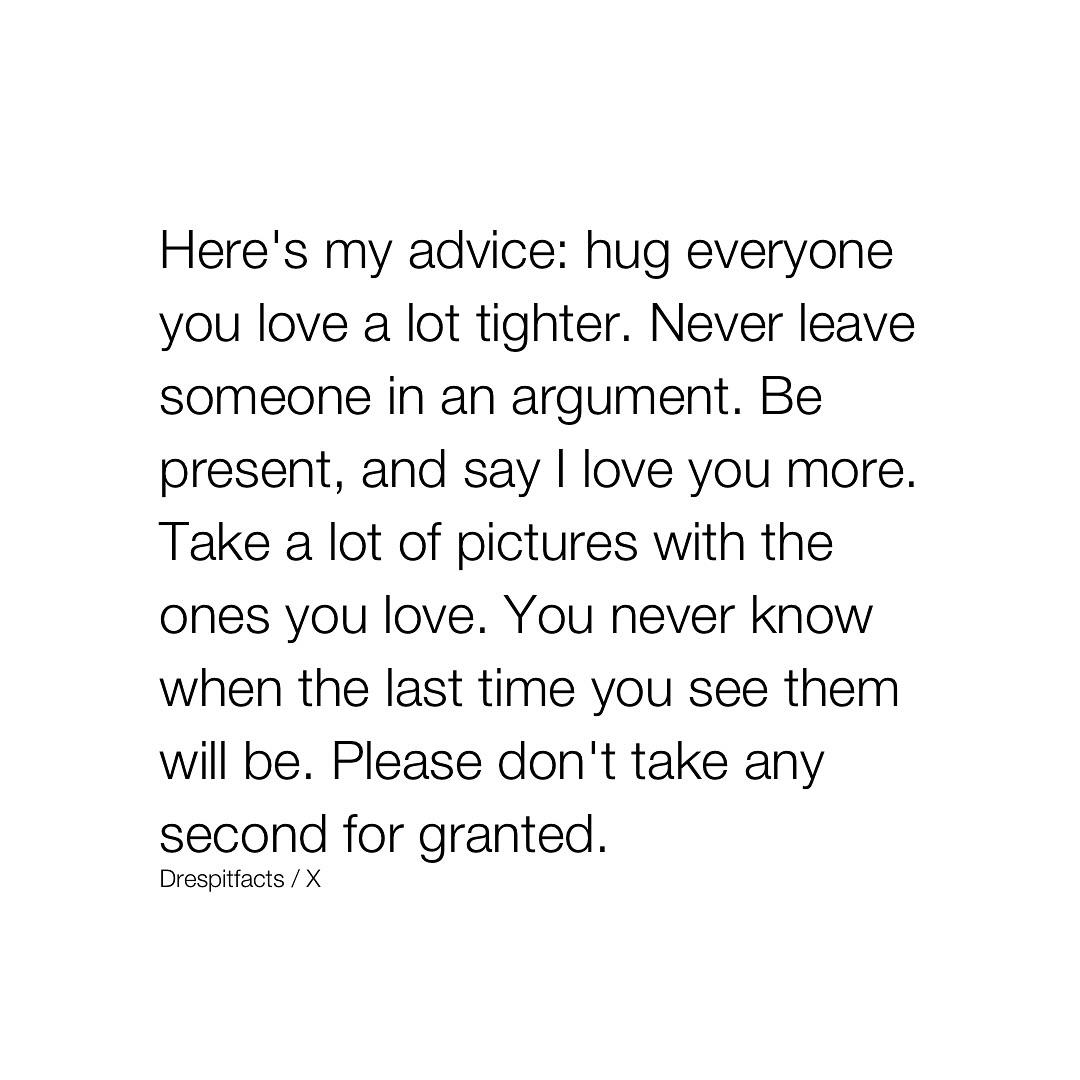 Here's my advice: hug everyone
you love a lot tighter. Never leave
someone in an argument. Be
present, and say I love you more.
Take a lot of pictures with the
ones you love. You never know
when the last time you see them
will be. Please don't take any
second for granted.
Drespitfacts / X